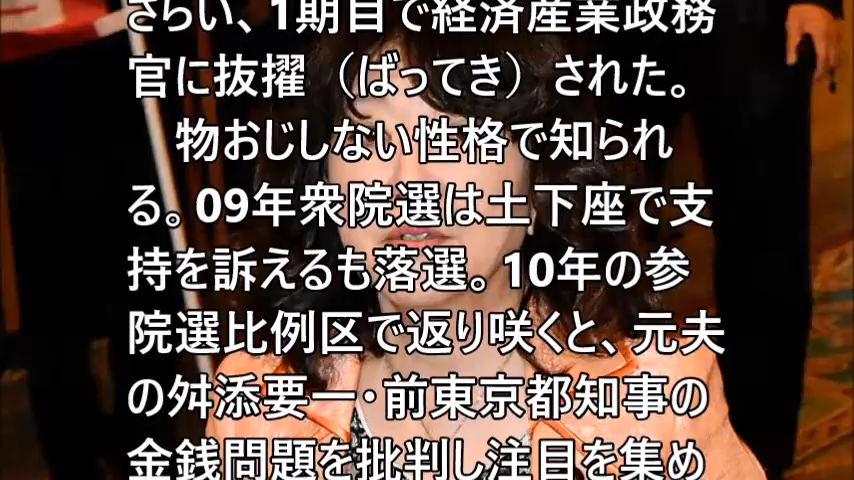 さらい、1期目で経済産業政務
官に抜擢（ばってき）された。
物おじしない性格で知られ
る。09年衆院選は土下座で支
持を訴えるも落選。10年の参
院選比例区で返り咲くと、元夫
の舛添要一・前東京都知事の
金銭問題を批判し注目を集め